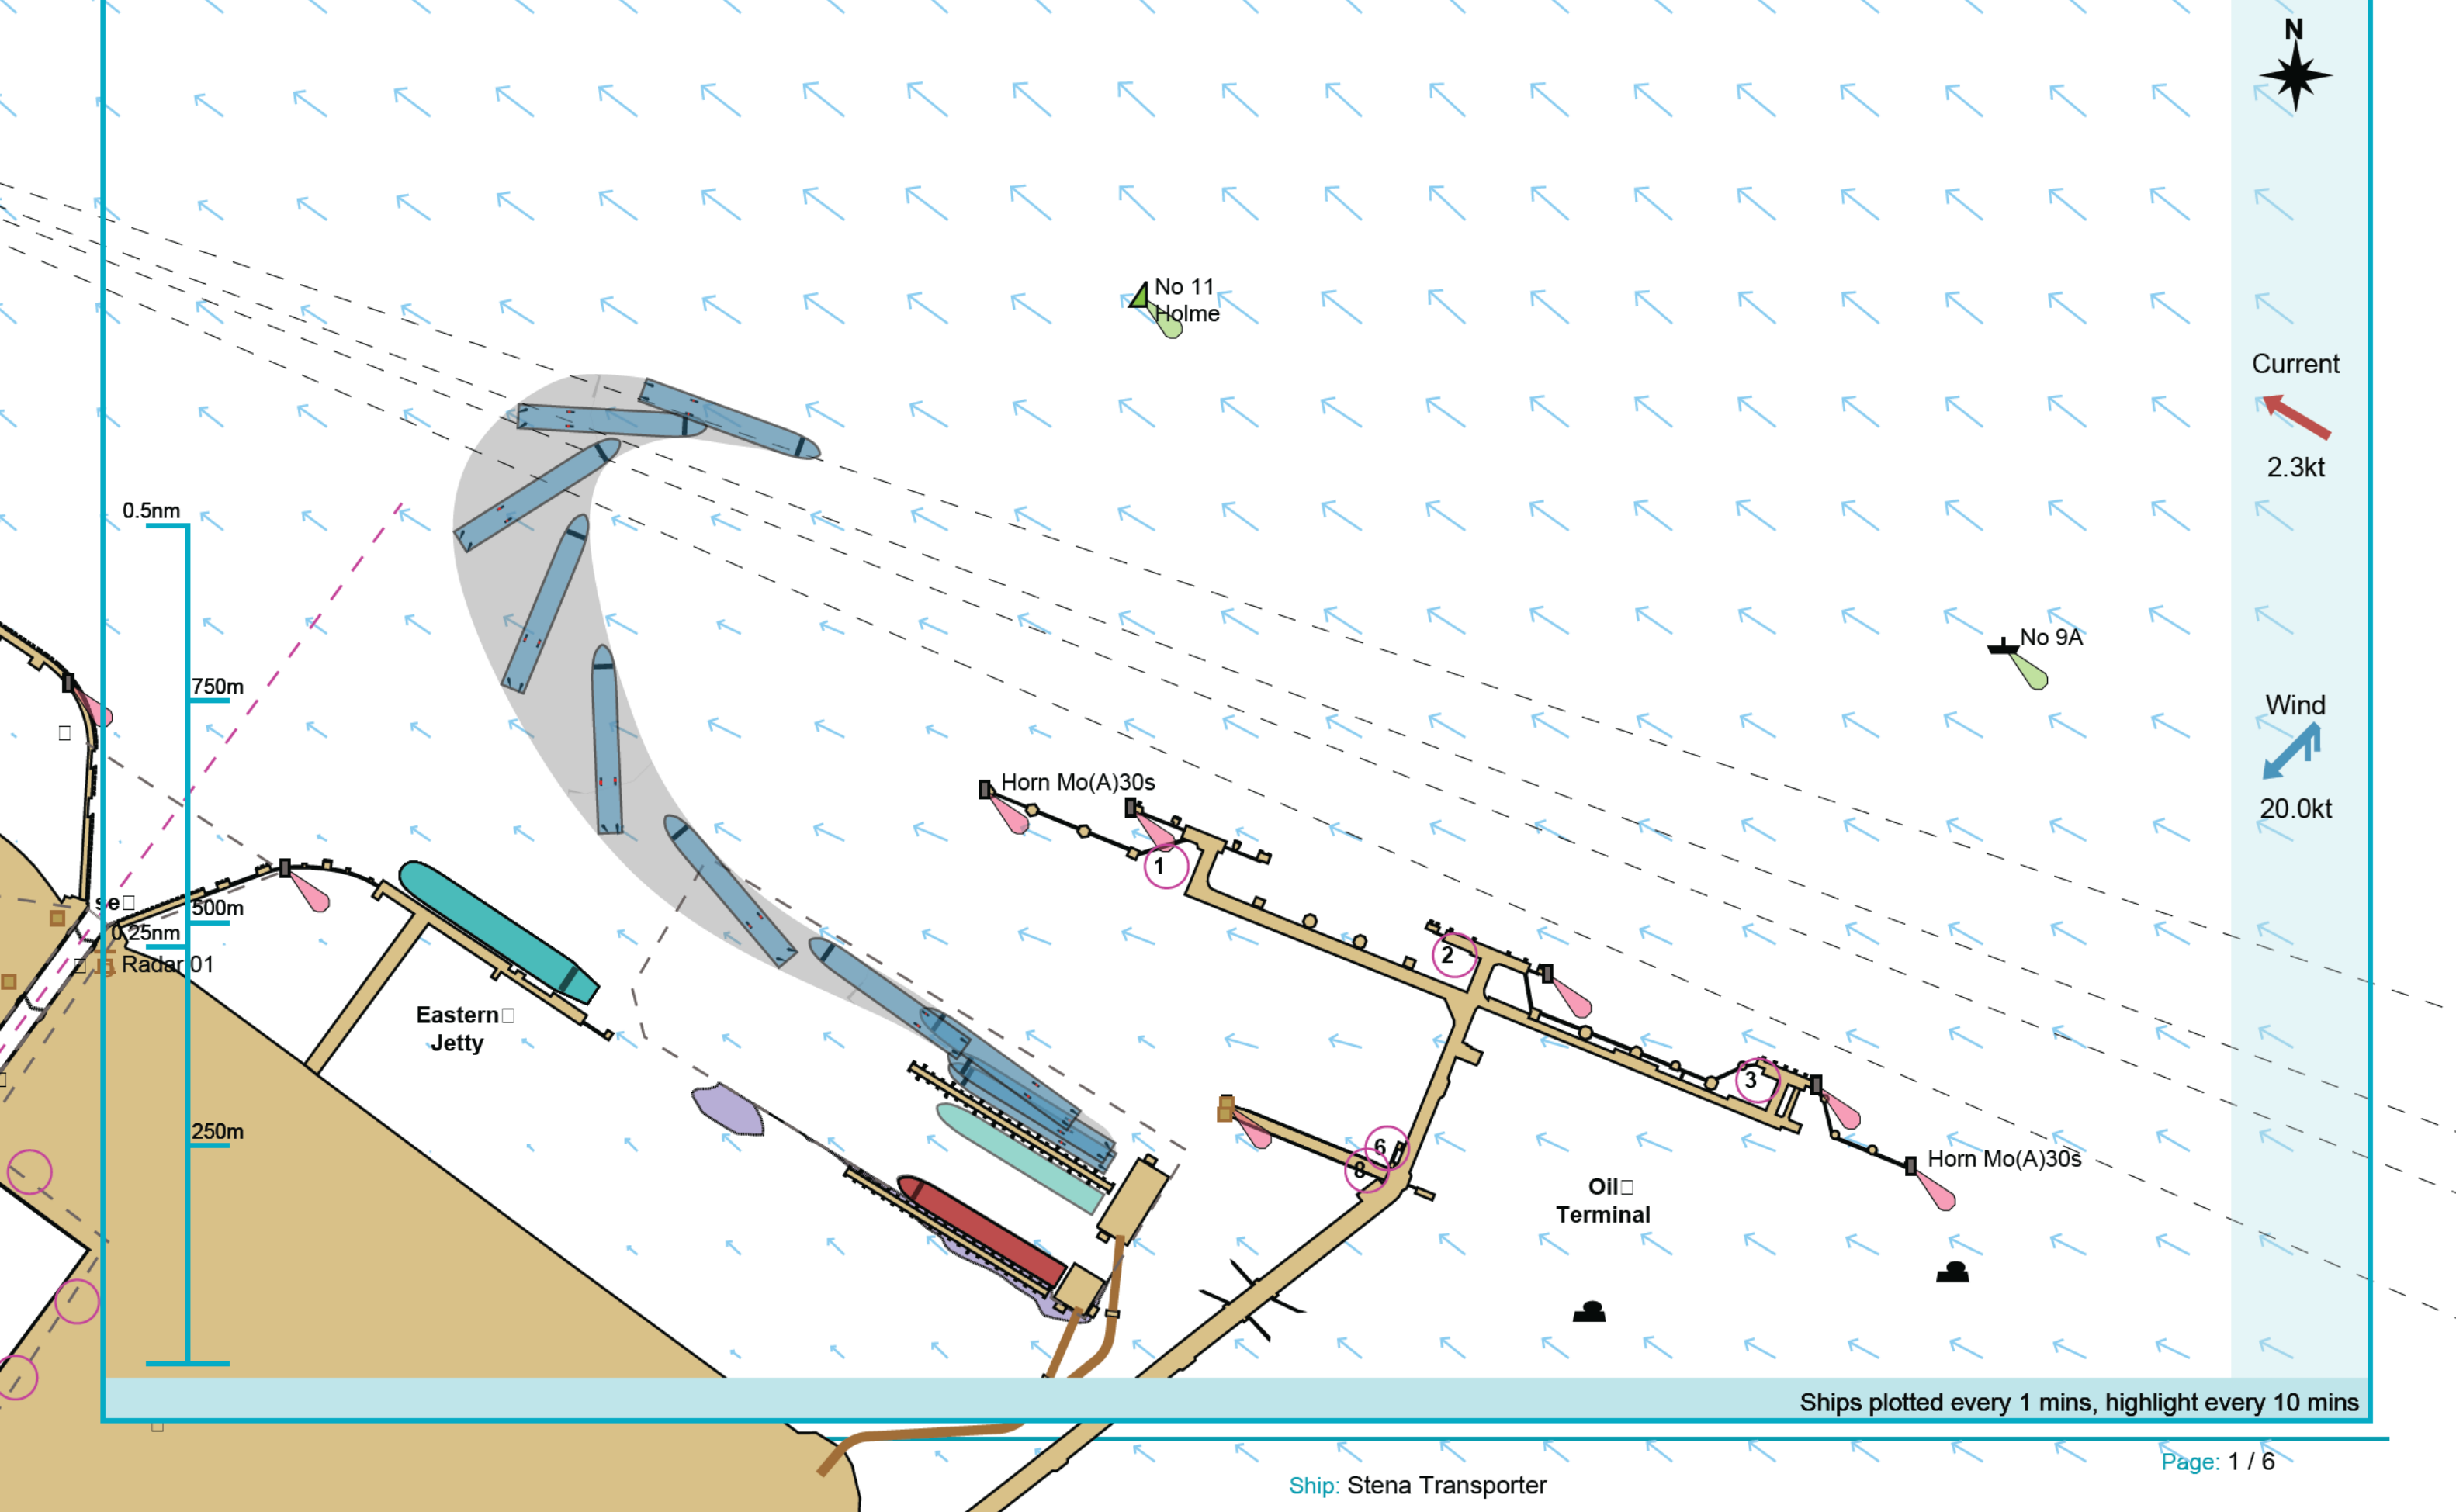 N
No 11
Holme
Current
2.3kt
0.5nm
No 9A
750m
Wind
Horn Mo(A)30s
20.0kt
1
se
500m
0.25nm
2
Radar 01
Eastern
Jetty
3
250m
6
8
Horn Mo(A)30s
Oil
Terminal
Ships plotted every 1 mins, highlight every 10 mins
Page: 1 / 6
Ship: Stena Transporter